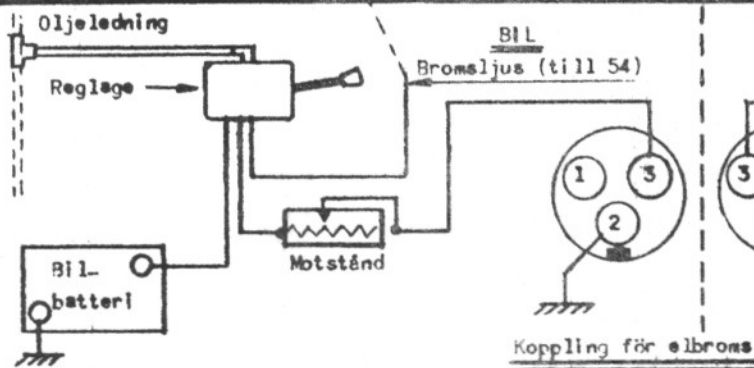 Oljeledning
Reglage
BIL
Bromsljus (till 54)
1
3
2
3
Motstånd
Bil-
batteri
Koppling för elbroms